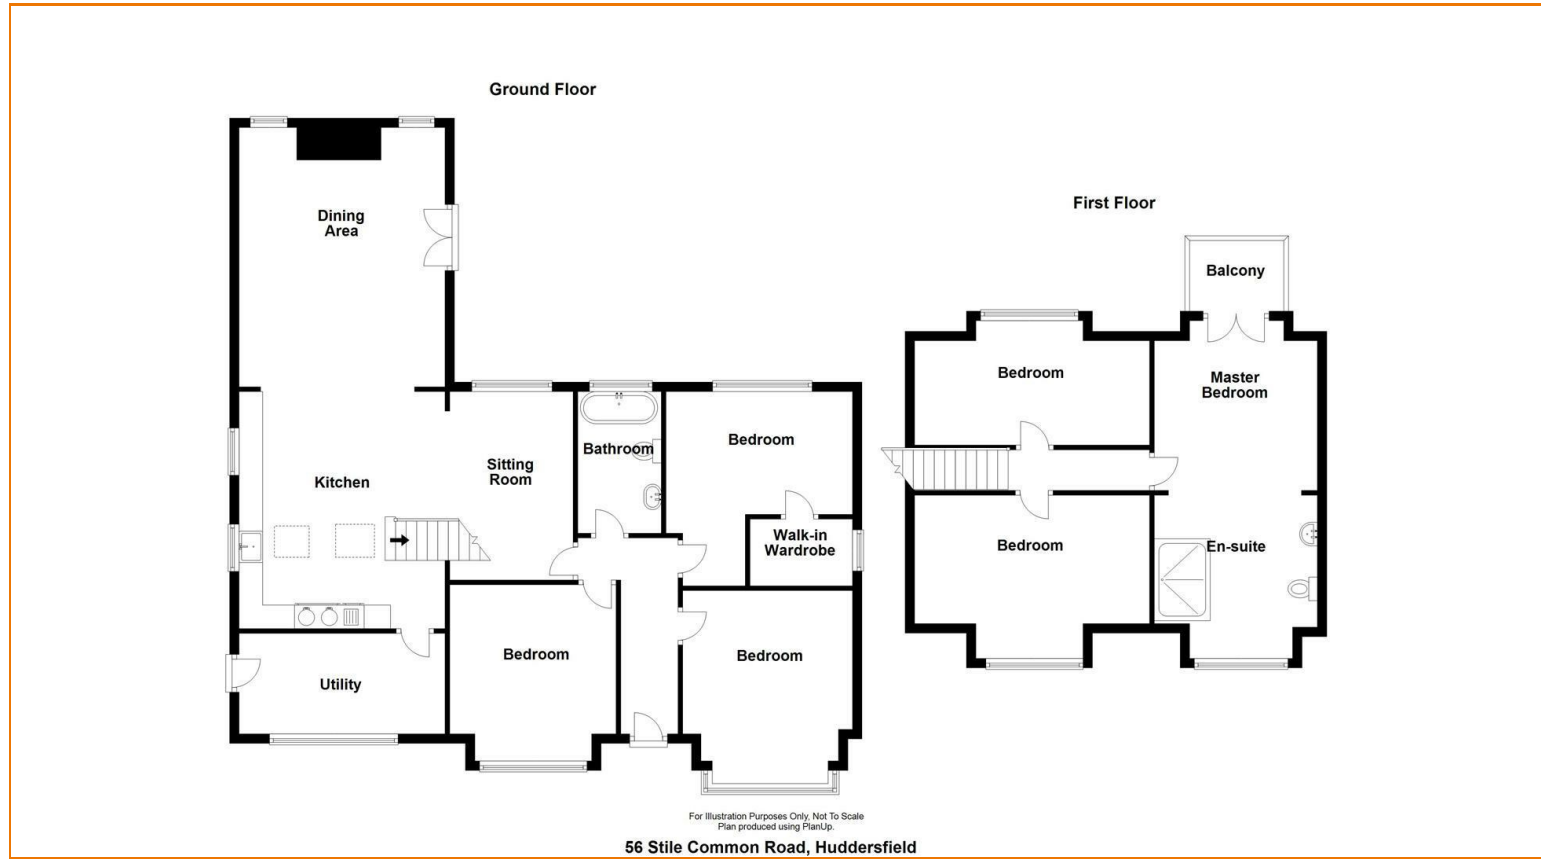 Ground Floor
Dining
Area
Kitchen
Sitting
Room
Bathroom
Bedroom
Walk-in
Wardrobe
Utility
Bedroom
Bedroom
First Floor
Balcony
Bedroom
Master
Bedroom
Bedroom
En-suite
For Illustration Purposes Only, Not To Scale
Plan produced using PlanUp.
56 Stile Common Road, Huddersfield